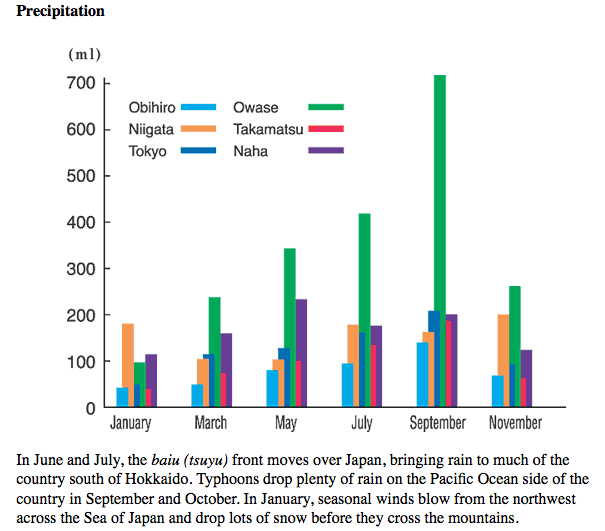 Precipitation
(ml)
700
600
500
400
300
200
100
0
Obihiro
Owase
Niigata
Takamatsu
Tokyo
Naha
January March May July September November
In June and July, the baiu (tsuyu) front moves over Japan, bringing rain to much of the
country south of Hokkaido. Typhoons drop plenty of rain on the Pacific Ocean side of the
country in September and October. In January, seasonal winds blow from the northwest
across the Sea of Japan and drop lots of snow before they cross the mountains.